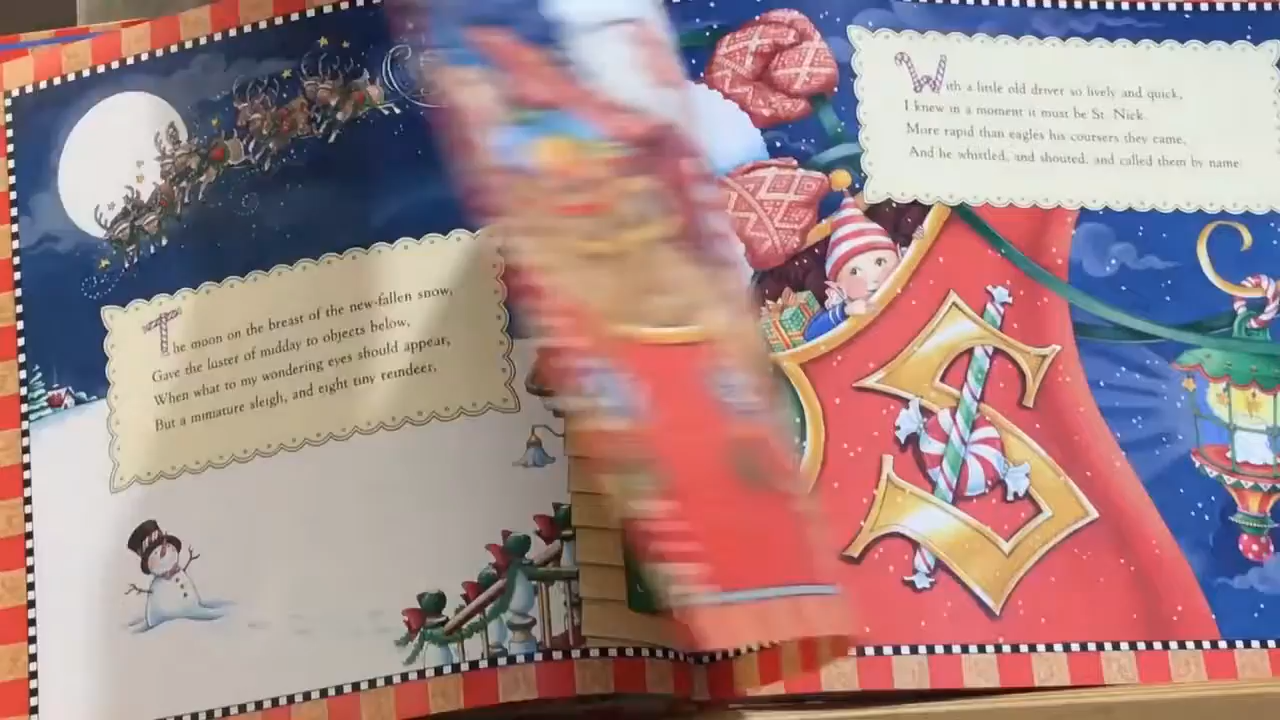 The moon on the breast of the new-fallen snow,
Gave the luster of midday to objects below,
When what to my wondering eyes should appear,
But a miniature sleigh, and eight tiny reindeer,
With a little old driver so lively and quick,
I knew in a moment it must be St. Nick.
More rapid than eagles his coursers they came,
And he whistled, and shouted, and called them by name:
S